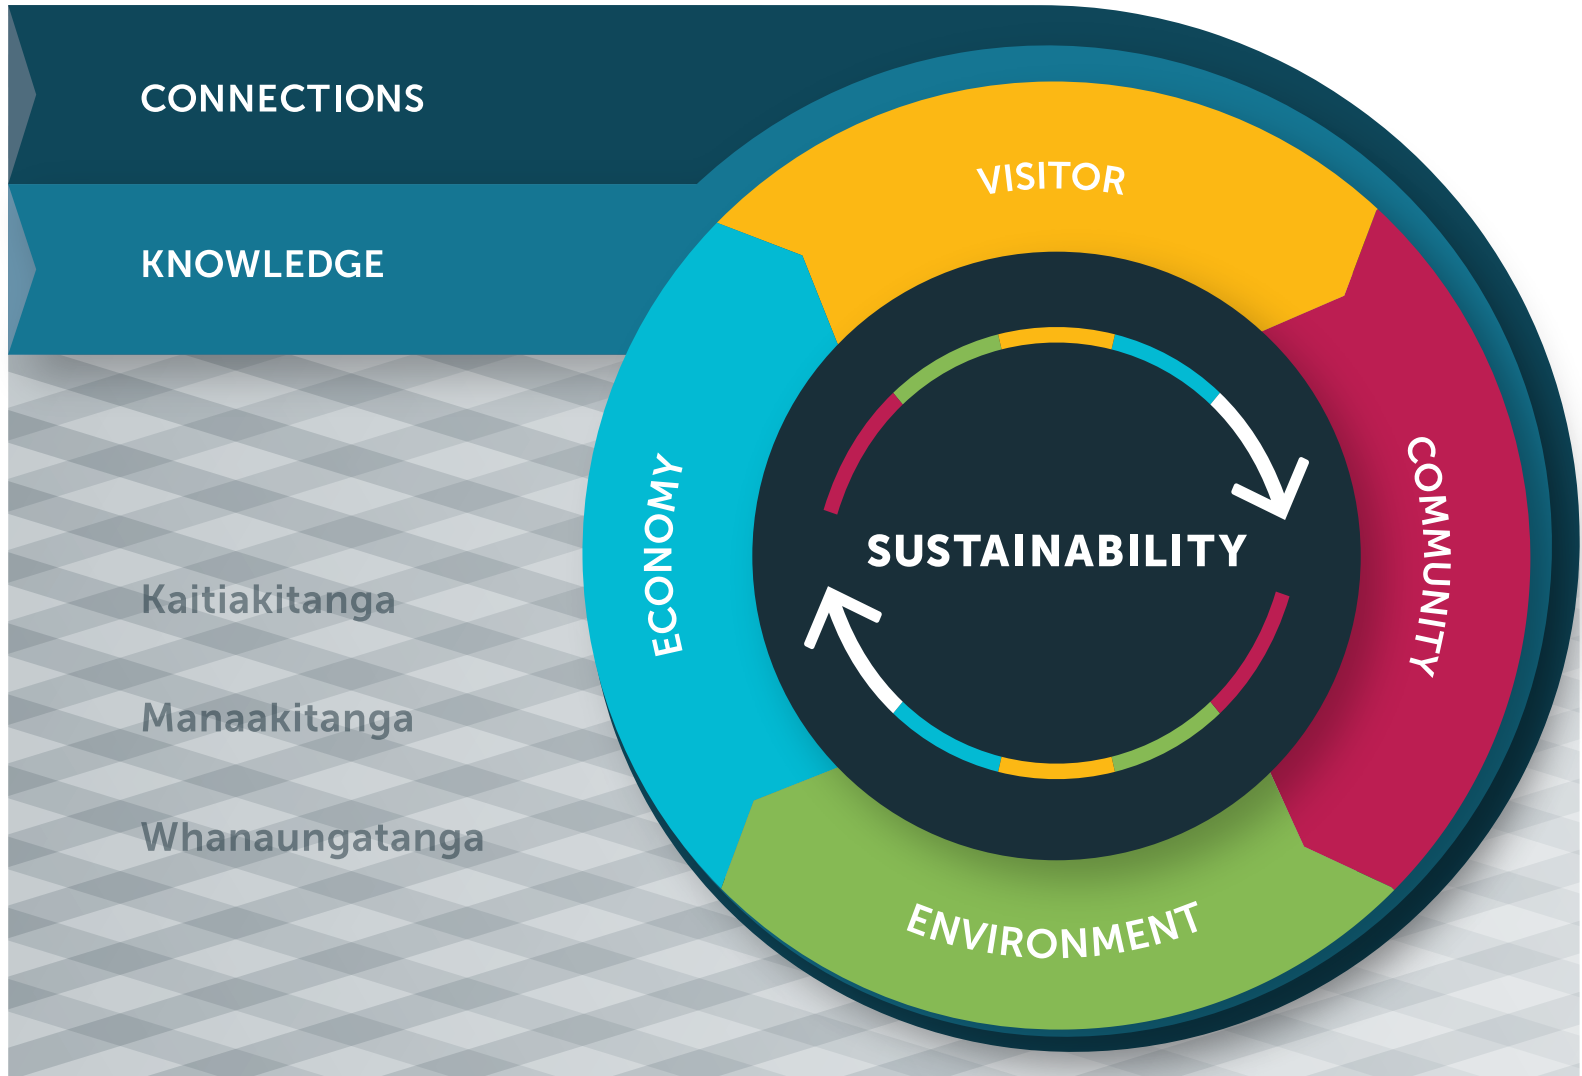 CONNECTIONS
KNOWLEDGE
VISITOR
COMMUNITY
ECONOMY
SUSTAINABILITY
ENVIRONMENT
Kaitiakitanga
Manaakitanga
Whanaungatanga